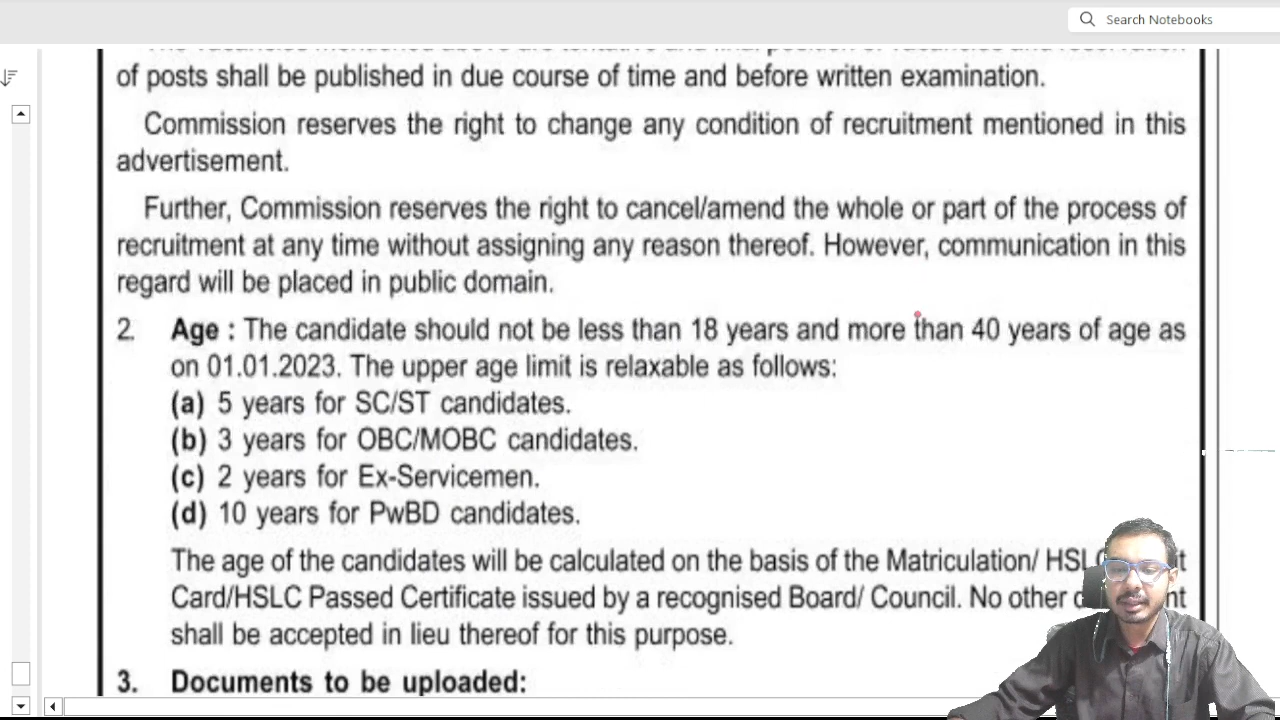 Search Notebooks
of posts shall be published in due course of time and before written examination.
Commission reserves the right to change any condition of recruitment mentioned in this
advertisement.
Further, Commission reserves the right to cancel/amend the whole or part of the process of
recruitment at any time without assigning any reason thereof. However, communication in this
regard will be placed in public domain.
2. Age : The candidate should not be less than 18 years and more than 40 years of age as
on 01.01.2023. The upper age limit is relaxable as follows:
(a) 5 years for SC/ST candidates.
(b) 3 years for OBC/MOBC candidates.
(c) 2 years for Ex-Servicemen.
(d) 10 years for PwBD candidates.
The age of the candidates will be calculated on the basis of the Matriculation/
Card/HSLC Passed Certificate issued by a recognised Board/ Council. No other
shall be accepted in lieu thereof for this purpose.
3. Documents to be uploaded: